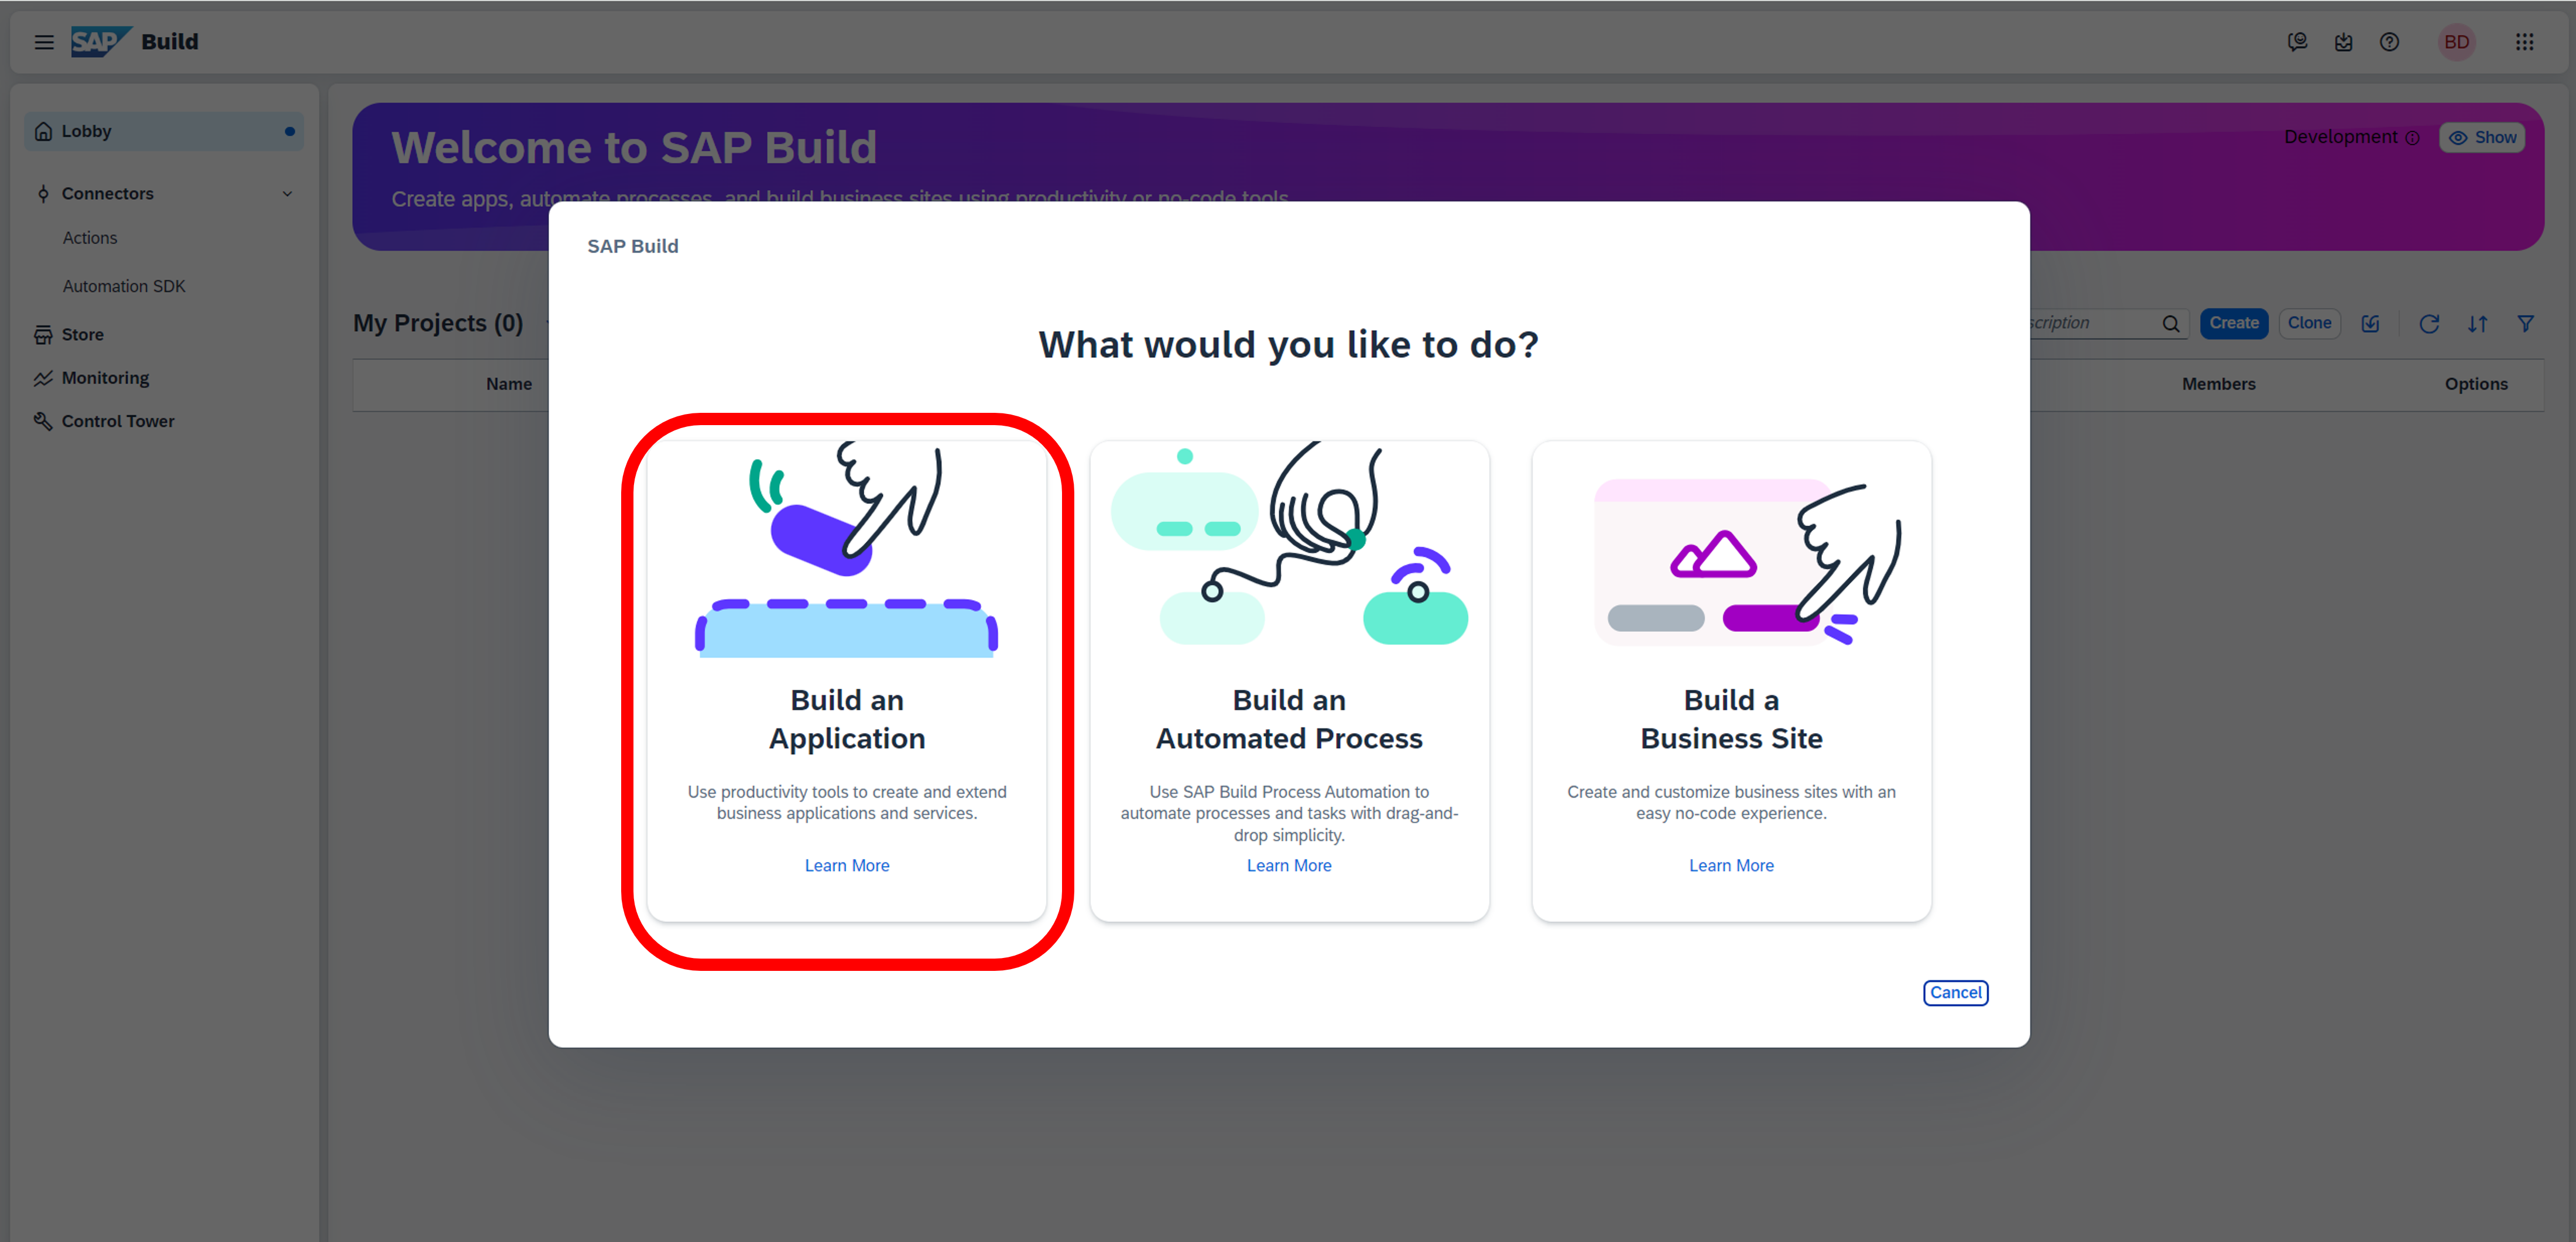 SAP Build
BD
Lobby
Connectors
Actions
Automation SDK
Store
Monitoring
Control Tower
Welcome to SAP Build
Create apps, automate processes, and build business sites using productivity or no-code tools
Development
Show
My Projects (0)
Create
Clone
Name
Members
Options
SAP Build
What would you like to do?
Build an
Application
Use productivity tools to create and extend
business applications and services.
Learn More
Build an
Automated Process
Use SAP Build Process Automation to
automate processes and tasks with drag-and-
drop simplicity.
Learn More
Build a
Business Site
Create and customize business sites with an
easy no-code experience.
Learn More
Cancel